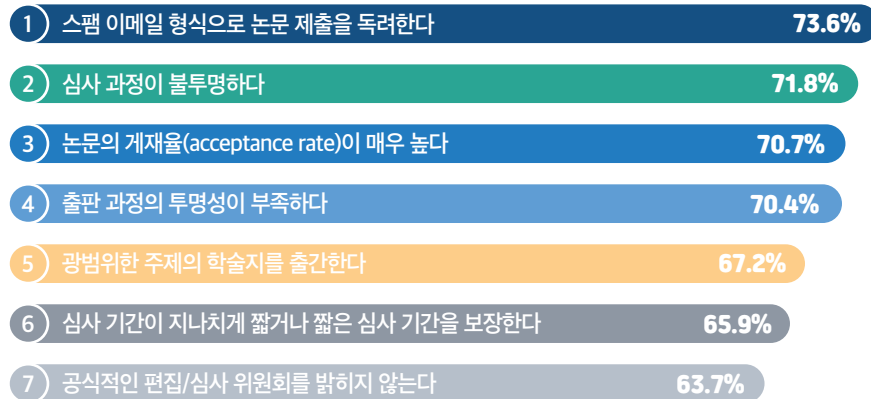 1 스팸 이메일 형식으로 논문 제출을 독려한다 73.6%
2 심사 과정이 불투명하다 71.8%
3 논문의 게재율(acceptance rate)이 매우 높다 70.7%
4 출판 과정의 투명성이 부족하다 70.4%
5 광범위한 주제의 학술지를 출간한다 67.2%
6 심사 기간이 지나치게 짧거나 짧은 심사 기간을 보장한다 65.9%
7 공식적인 편집/심사 위원회를 밝히지 않는다 63.7%